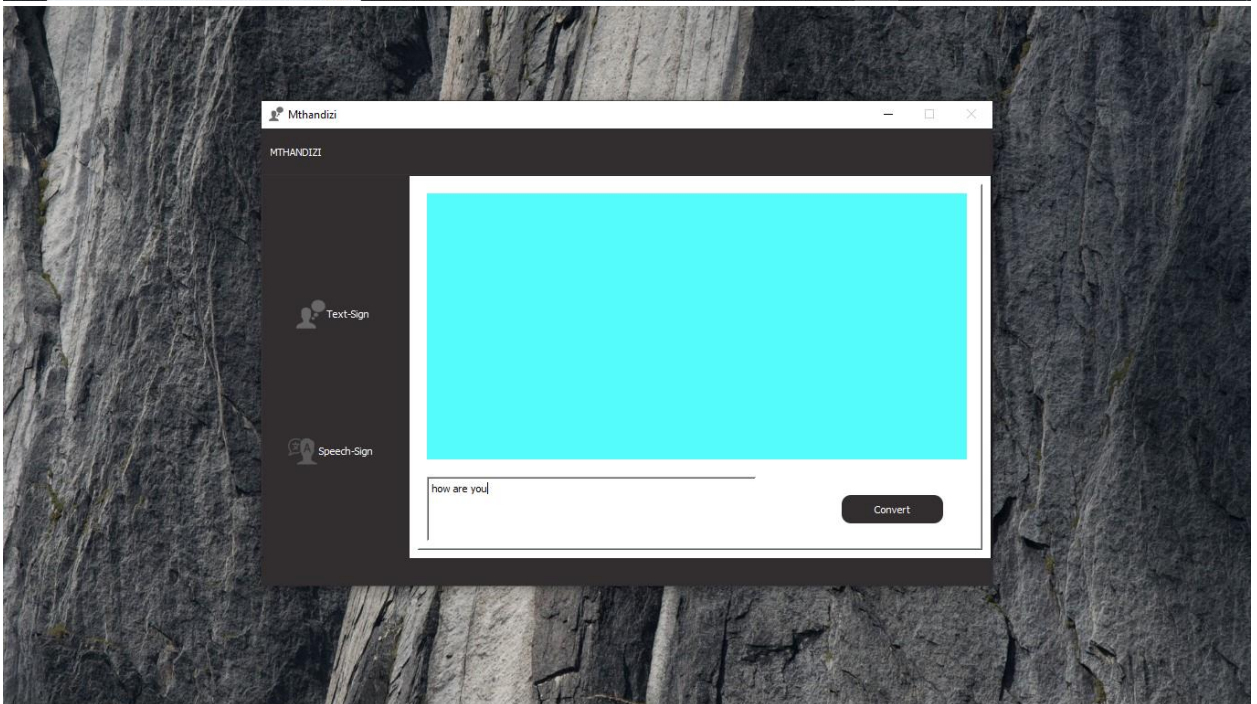 Mthandizi
MTHANDIZI
Text-Sign
Speech-Sign
how are you
Convert